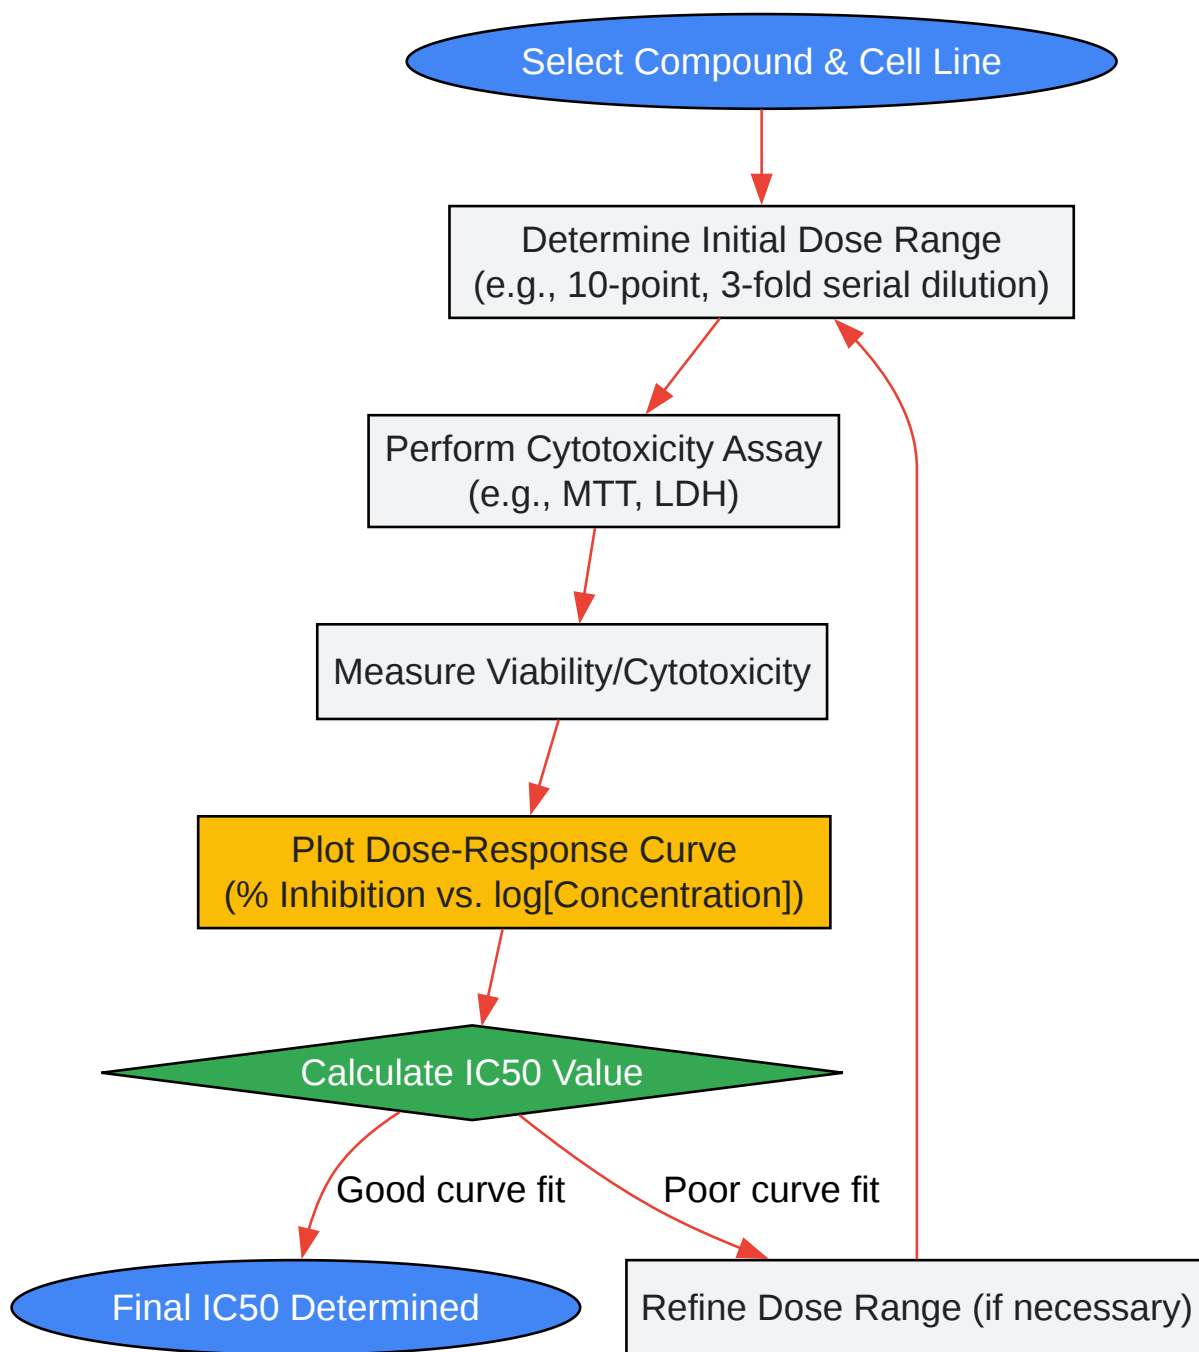 Select Compound & Cell Line
Determine Initial Dose Range
(e.g., 10-point, 3-fold serial dilution)
Perform Cytotoxicity Assay
(e.g., MTT, LDH)
Measure Viability/Cytotoxicity
Plot Dose-Response Curve
(% Inhibition vs. log[Concentration])
Calculate IC50 Value
Good curve fit
Poor curve fit
Final IC50 Determined
Refine Dose Range (if necessary)